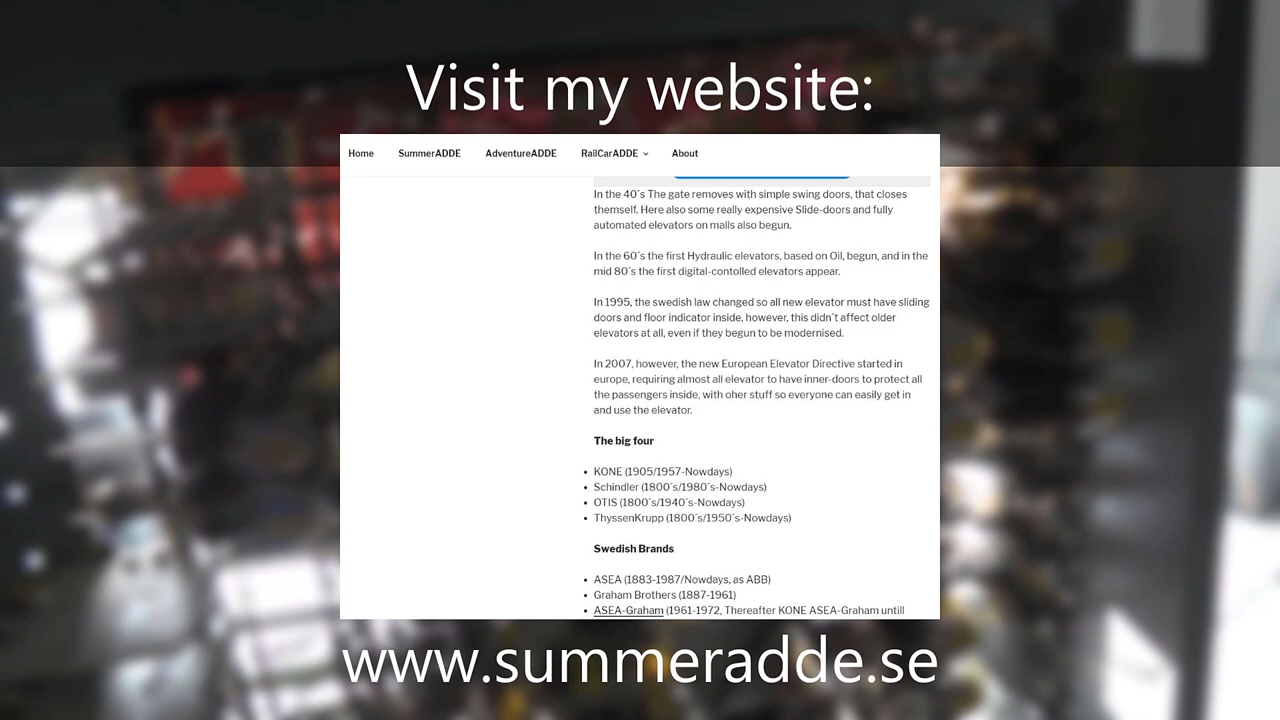 Visit my website:
Home SummerADDE AdventureADDE RailCarADDE About
In the 40´s The gate removes with simple swing doors, that closes
themself. Here also some really expensive Slide-doors and fully
automated elevators on malls also begun.
In the 60´s the first Hydraulic elevators, based on Oil, begun, and in the
mid 80´s the first digital-contolled elevators appear.
In 1995, the swedish law changed so all new elevator must have sliding
doors and floor indicator inside, however, this didn´t affect older
elevators at all, even if they begun to be modernised.
In 2007, however, the new European Elevator Directive started in
europe, requiring almost all elevator to have inner-doors to protect all
the passengers inside, with oher stuff so everyone can easily get in
and use the elevator.
The big four
• KONE (1905/1957-Nowdays)
• Schindler (1800´s/1980´s-Nowdays)
• OTIS (1800´s/1940´s-Nowdays)
• ThyssenKrupp (1800´s/1950´s-Nowdays)
Swedish Brands
• ASEA (1883-1987/Nowdays, as ABB)
• Graham Brothers (1887-1961)
• ASEA-Graham (1961-1972, Thereafter KONE ASEA-Graham untill
www.summeradde.se